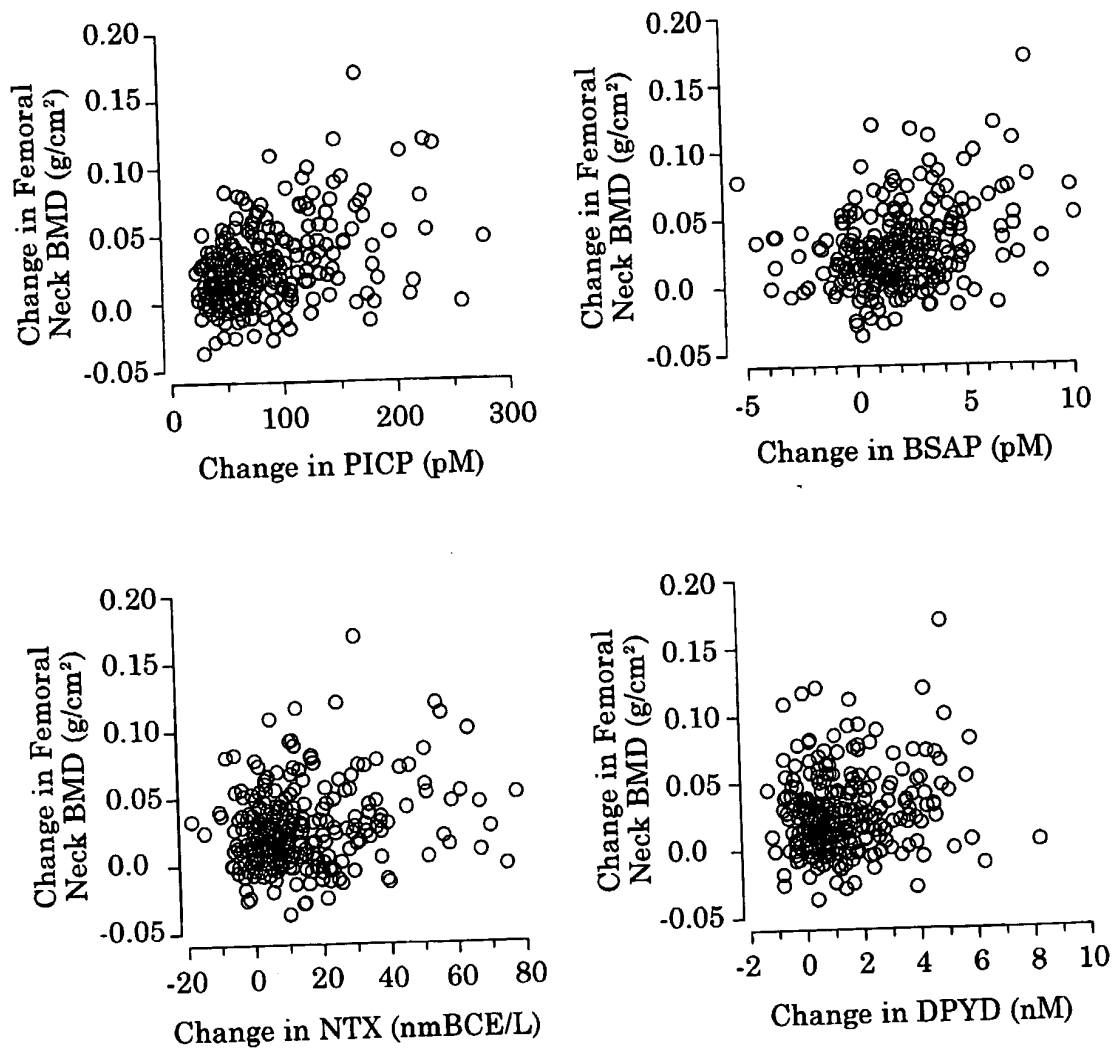 0.20
0.15
0.10
0.05
0.0
-0.05
Change in Femoral
Neck BMD (g/cm²)
0 100 200 300
Change in PICP (pM)
0.20
0.15
0.10
0.05
0.0
-0.05
Change in Femoral
Neck BMD (g/cm²)
-5 0 5 10
Change in BSAP (pM)
0.20
0.15
0.10
0.05
0.0
-0.05
Change in Femoral
Neck BMD (g/cm²)
-20 0 20 40 60 80
Change in NTX (nmBCE/L)
0.20
0.15
0.10
0.05
0.0
-0.05
Change in Femoral
Neck BMD (g/cm²)
-2 0 2 4 6 8 10
Change in DPYD (nM)